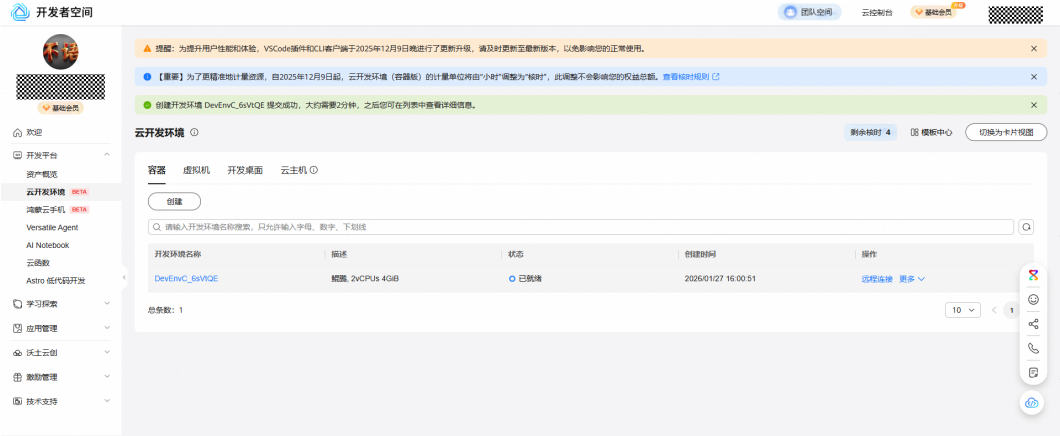 开发者空间
团队空间
云控制台
基础会员
不语
基础会员
欢迎
开发平台
资产概览
云开发环境 BETA
鸿蒙云手机 BETA
Versatile Agent
AI Notebook
云函数
Astro 低代码开发
学习探索
应用管理
沃土云创
激励管理
技术支持
提醒：为了提升用户性能和体验，VSCode插件和CLI客户端于2025年12月9日晚进行了更新升级，请及时更新至最新版本，以免影响您的正常使用。
【重要】为了更精准地计量资源，自2025年12月9日起，云开发环境（容器版）的计量单位将由“小时”调整为“核时”，此调整不会影响您的权益总额。查看核时规则
创建开发环境 DevEnvC_6sVtQE 提交成功，大约需要2分钟，之后您可在列表中查看详细信息。
云开发环境
剩余核时 4
模板中心
切换为卡片视图
容器 虚拟机 开发桌面 云主机
创建
请输入开发环境名称搜索，只允许输入字母、数字、下划线
开发环境名称 描述 状态 创建时间 操作
DevEnvC_6sVtQE 鲲鹏, 2vCPUs 4GiB 已就绪 2026/01/27 16:00:51 远程连接 更多
总条数：1
10
1